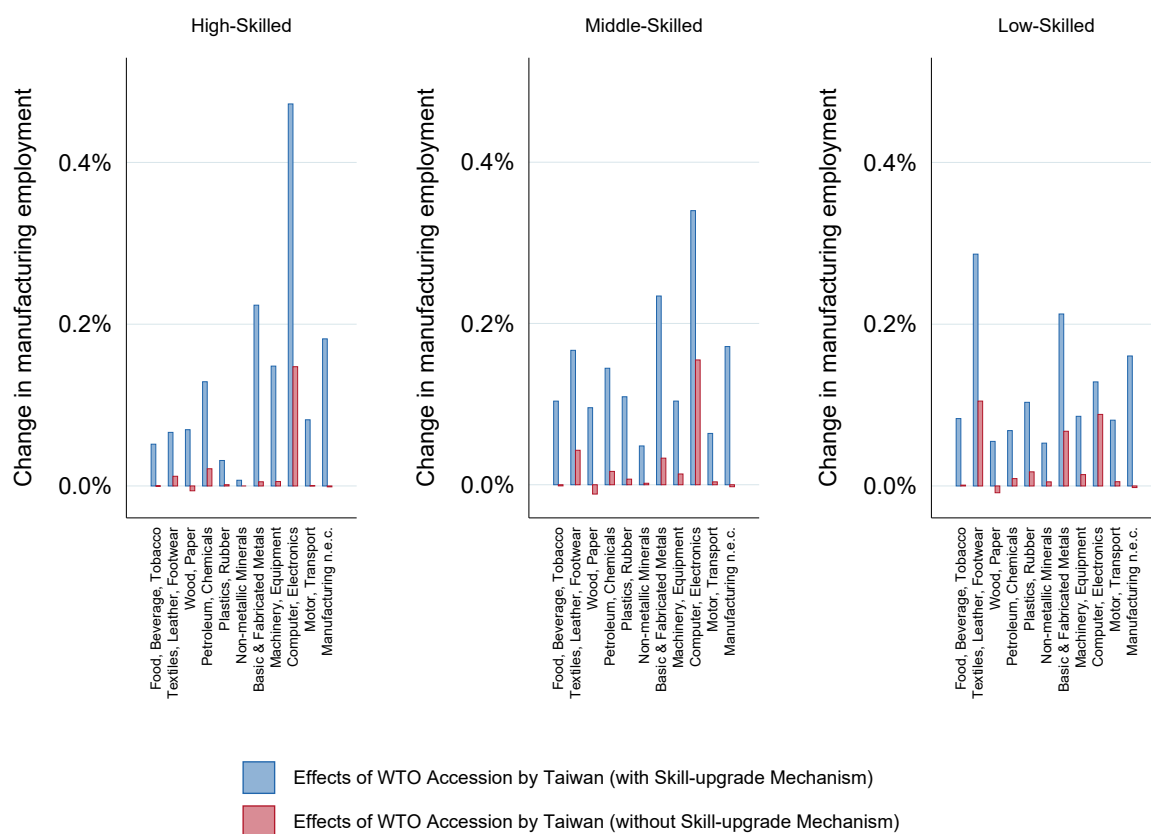 High-Skilled
Change in manufacturing employment
0.4%
0.2%
0.0%
Food, Beverage, Tobacco
Textiles, Leather, Footwear
Wood, Paper
Petroleum, Chemicals
Plastics, Rubber
Non-metallic Minerals
Basic & Fabricated Metals
Machinery, Equipment
Computer, Electronics
Motor, Transport
Manufacturing n.e.c.
Middle-Skilled
Change in manufacturing employment
0.4%
0.2%
0.0%
Food, Beverage, Tobacco
Textiles, Leather, Footwear
Wood, Paper
Petroleum, Chemicals
Plastics, Rubber
Non-metallic Minerals
Basic & Fabricated Metals
Machinery, Equipment
Computer, Electronics
Motor, Transport
Manufacturing n.e.c.
Low-Skilled
Change in manufacturing employment
0.4%
0.2%
0.0%
Food, Beverage, Tobacco
Textiles, Leather, Footwear
Wood, Paper
Petroleum, Chemicals
Plastics, Rubber
Non-metallic Minerals
Basic & Fabricated Metals
Machinery, Equipment
Computer, Electronics
Motor, Transport
Manufacturing n.e.c.
Effects of WTO Accession by Taiwan (with Skill-upgrade Mechanism)
Effects of WTO Accession by Taiwan (without Skill-upgrade Mechanism)